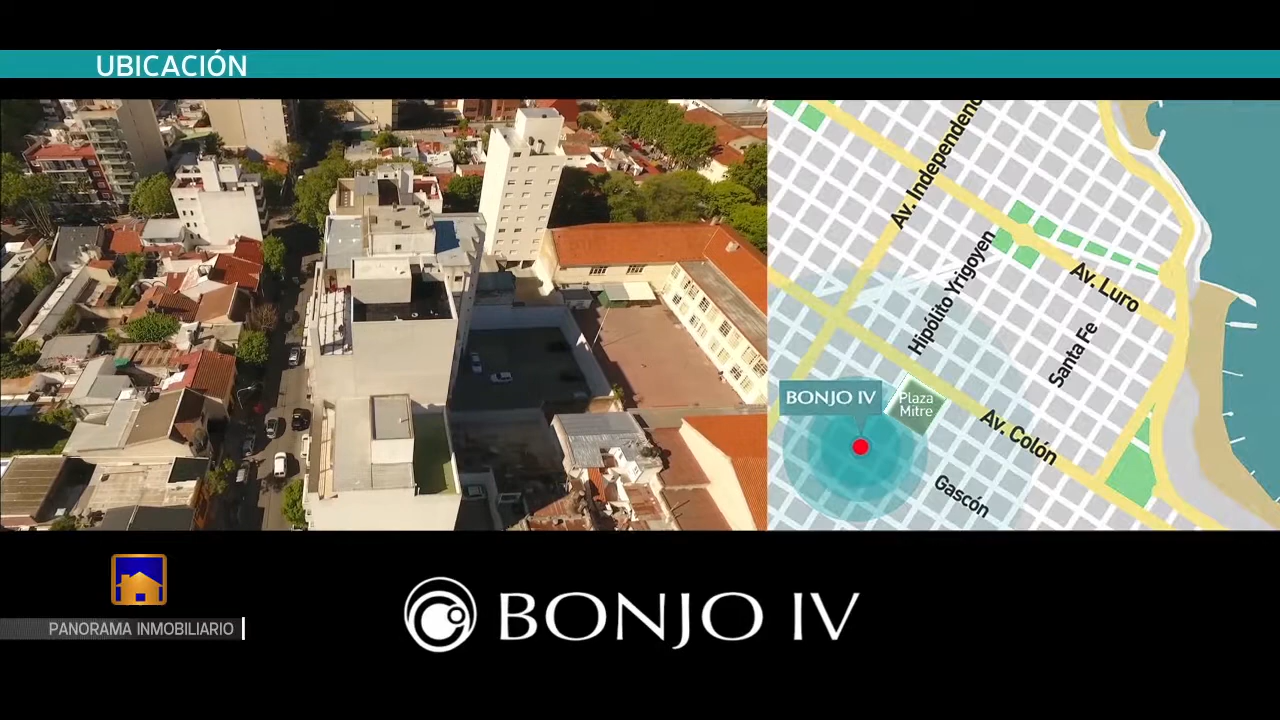 UBICACIÓN
Av. Independenc
Hipólito Yrigoyen
Av. Luro
Santa Fe
BONJO IV
Plaza
Mitre
Av. Colón
Gascón
PANORAMA INMOBILIARIO
BONJO IV